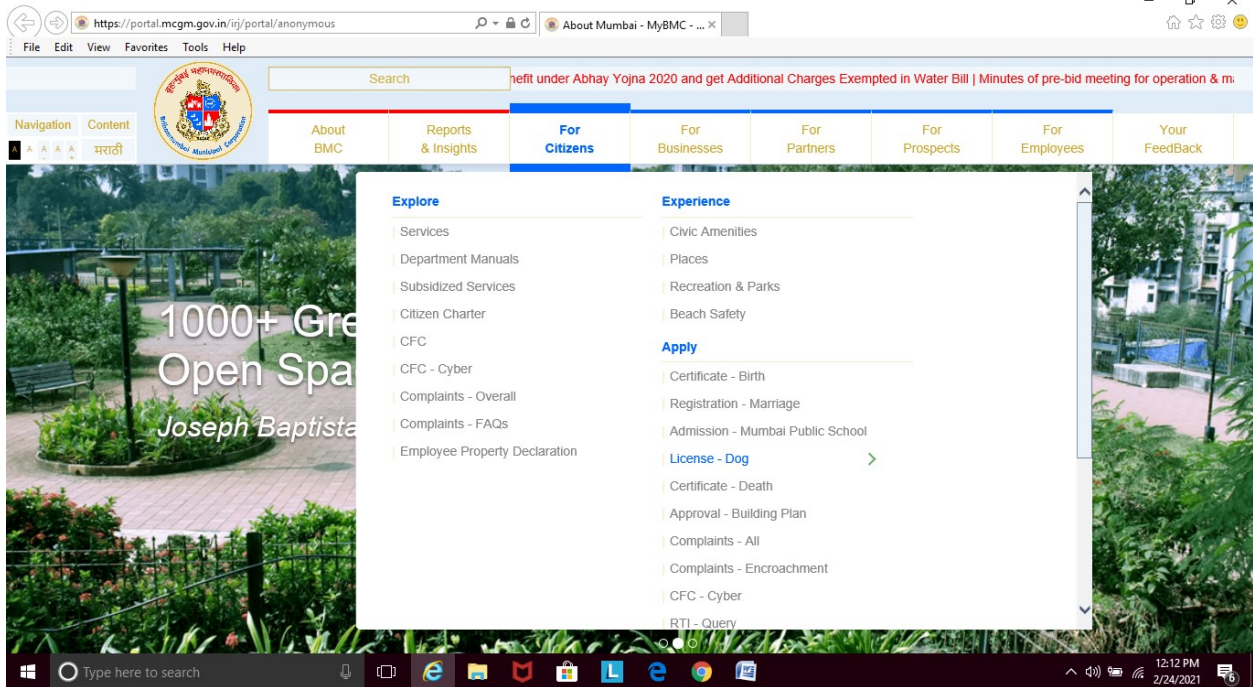 https://portal.mcgm.gov.in/irj/portal/anonymous
About Mumbai - MyBMC - ...
File Edit View Favorites Tools Help
Search
nefit under Abhay Yojna 2020 and get Additional Charges Exempted in Water Bill | Minutes of pre-bid meeting for operation & m
Navigation Content
A A A A A मराठी
About BMC
Reports & Insights
For Citizens
For Businesses
For Partners
For Prospects
For Employees
Your FeedBack
Explore
Services
Department Manuals
Subsidized Services
Citizen Charter
CFC
CFC - Cyber
Complaints - Overall
Complaints - FAQs
Employee Property Declaration
Experience
Civic Amenities
Places
Recreation & Parks
Beach Safety
Apply
Certificate - Birth
Registration - Marriage
Admission - Mumbai Public School
License - Dog
Certificate - Death
Approval - Building Plan
Complaints - All
Complaints - Encroachment
CFC - Cyber
RTI - Query
1000+ Gre
Open Spa
Joseph Baptista
Type here to search
12:12 PM
2/24/2021
6